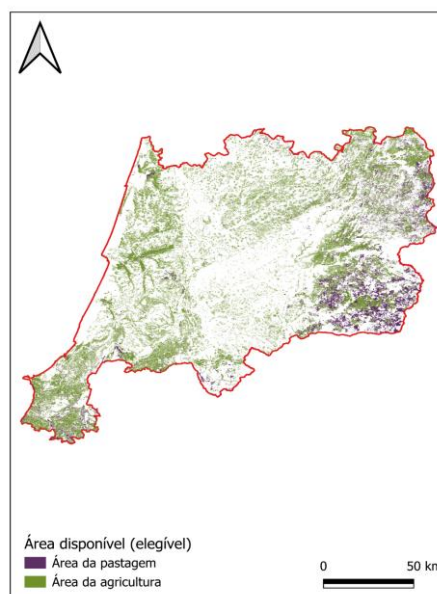 Área disponível (elegível)
Área da pastagem
Área da agricultura
0 50 km